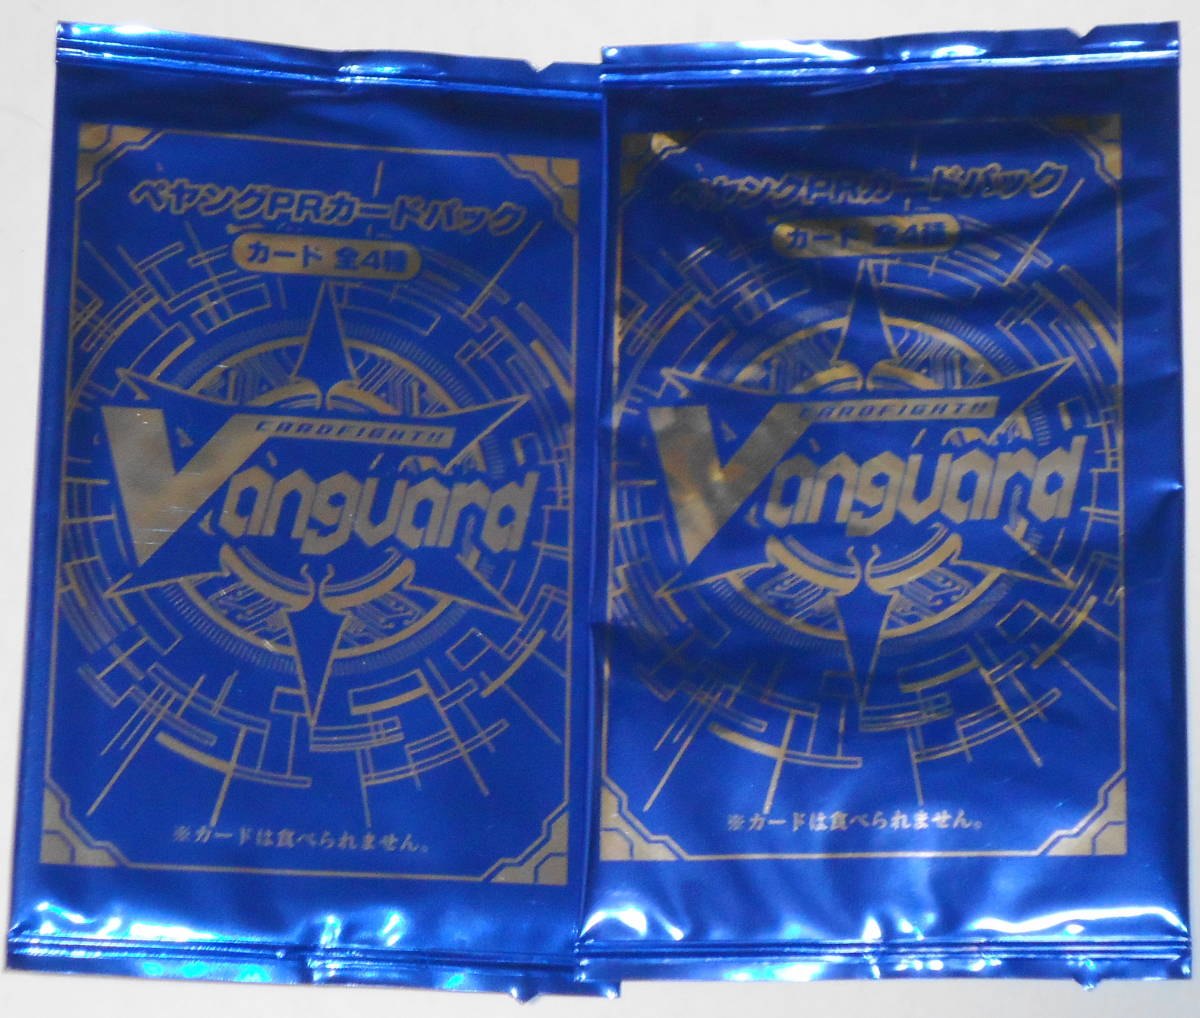 ペヤングPRカードパック
カード 全4種
CARDFIGHT!!
Vanguard
※カードは食べられません。
ペヤングPRカードパック
カード 全4種
CARDFIGHT!!
Vanguard
※カードは食べられません。